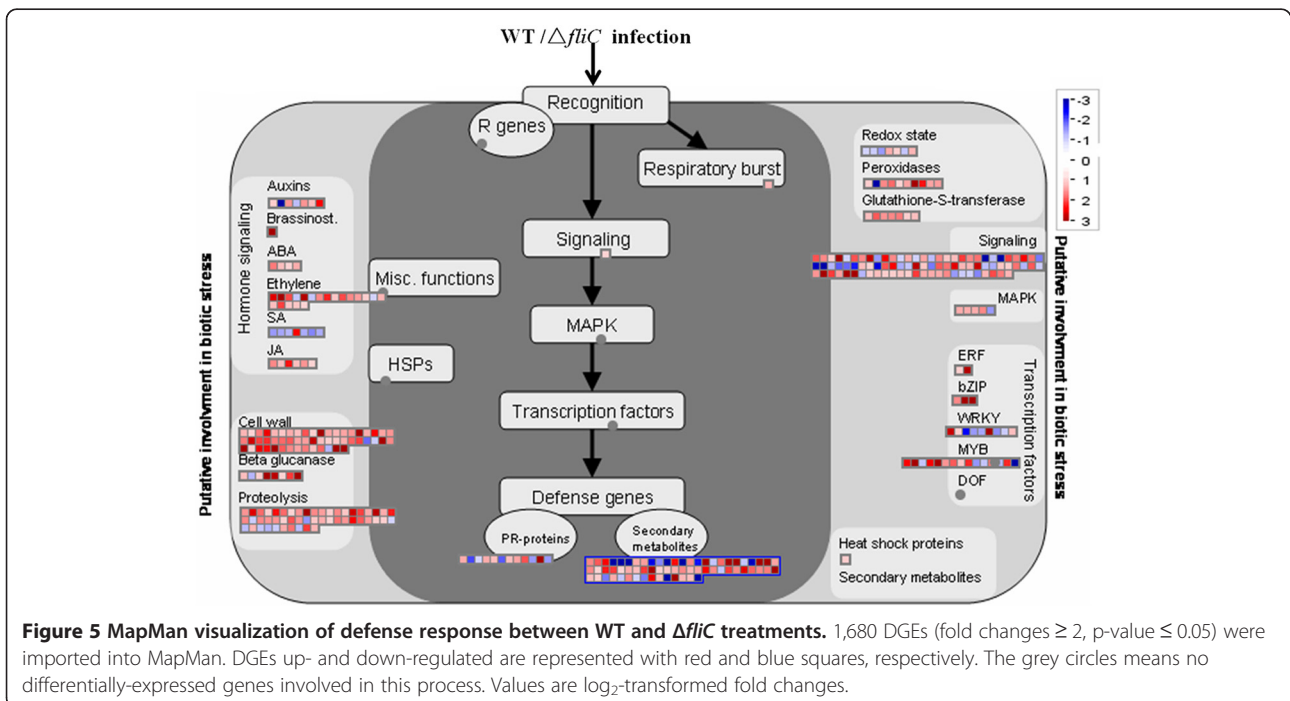 WT /△fliC infection
Recognition
R genes
Respiratory burst
Signaling
Misc. functions
MAPK
HSPs
Transcription factors
Defense genes
PR-proteins
Secondary
metabolites
Putative involvment in biotic stress
Hormone signaling
Auxins
Brassinost.
ABA
Ethylene
SA
JA
Cell wall
Beta glucanase
Proteolysis
-3
-2
-1
0
1
2
3
Redox state
Peroxidases
Glutathione-S-transferase
Signaling
MAPK
ERF
bZIP
WRKY
MYB
DOF
Transcription factors
Putative involvment in biotic stress
Heat shock proteins
Secondary metabolites
Figure 5 MapMan visualization of defense response between WT and ΔfliC treatments. 1,680 DGEs (fold changes ≥ 2, p-value ≤ 0.05) were
imported into MapMan. DGEs up- and down-regulated are represented with red and blue squares, respectively. The grey circles means no
differentially-expressed genes involved in this process. Values are log₂-transformed fold changes.